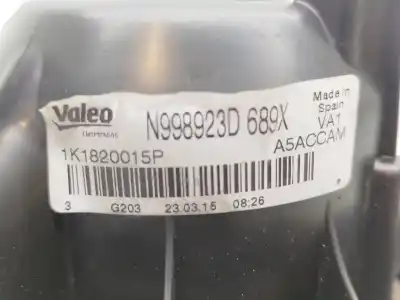 Valeo N998923D 689X Made in
Spain
VA1
1K1820015P A5ACCAM
3 G203 23.03.15 08:26